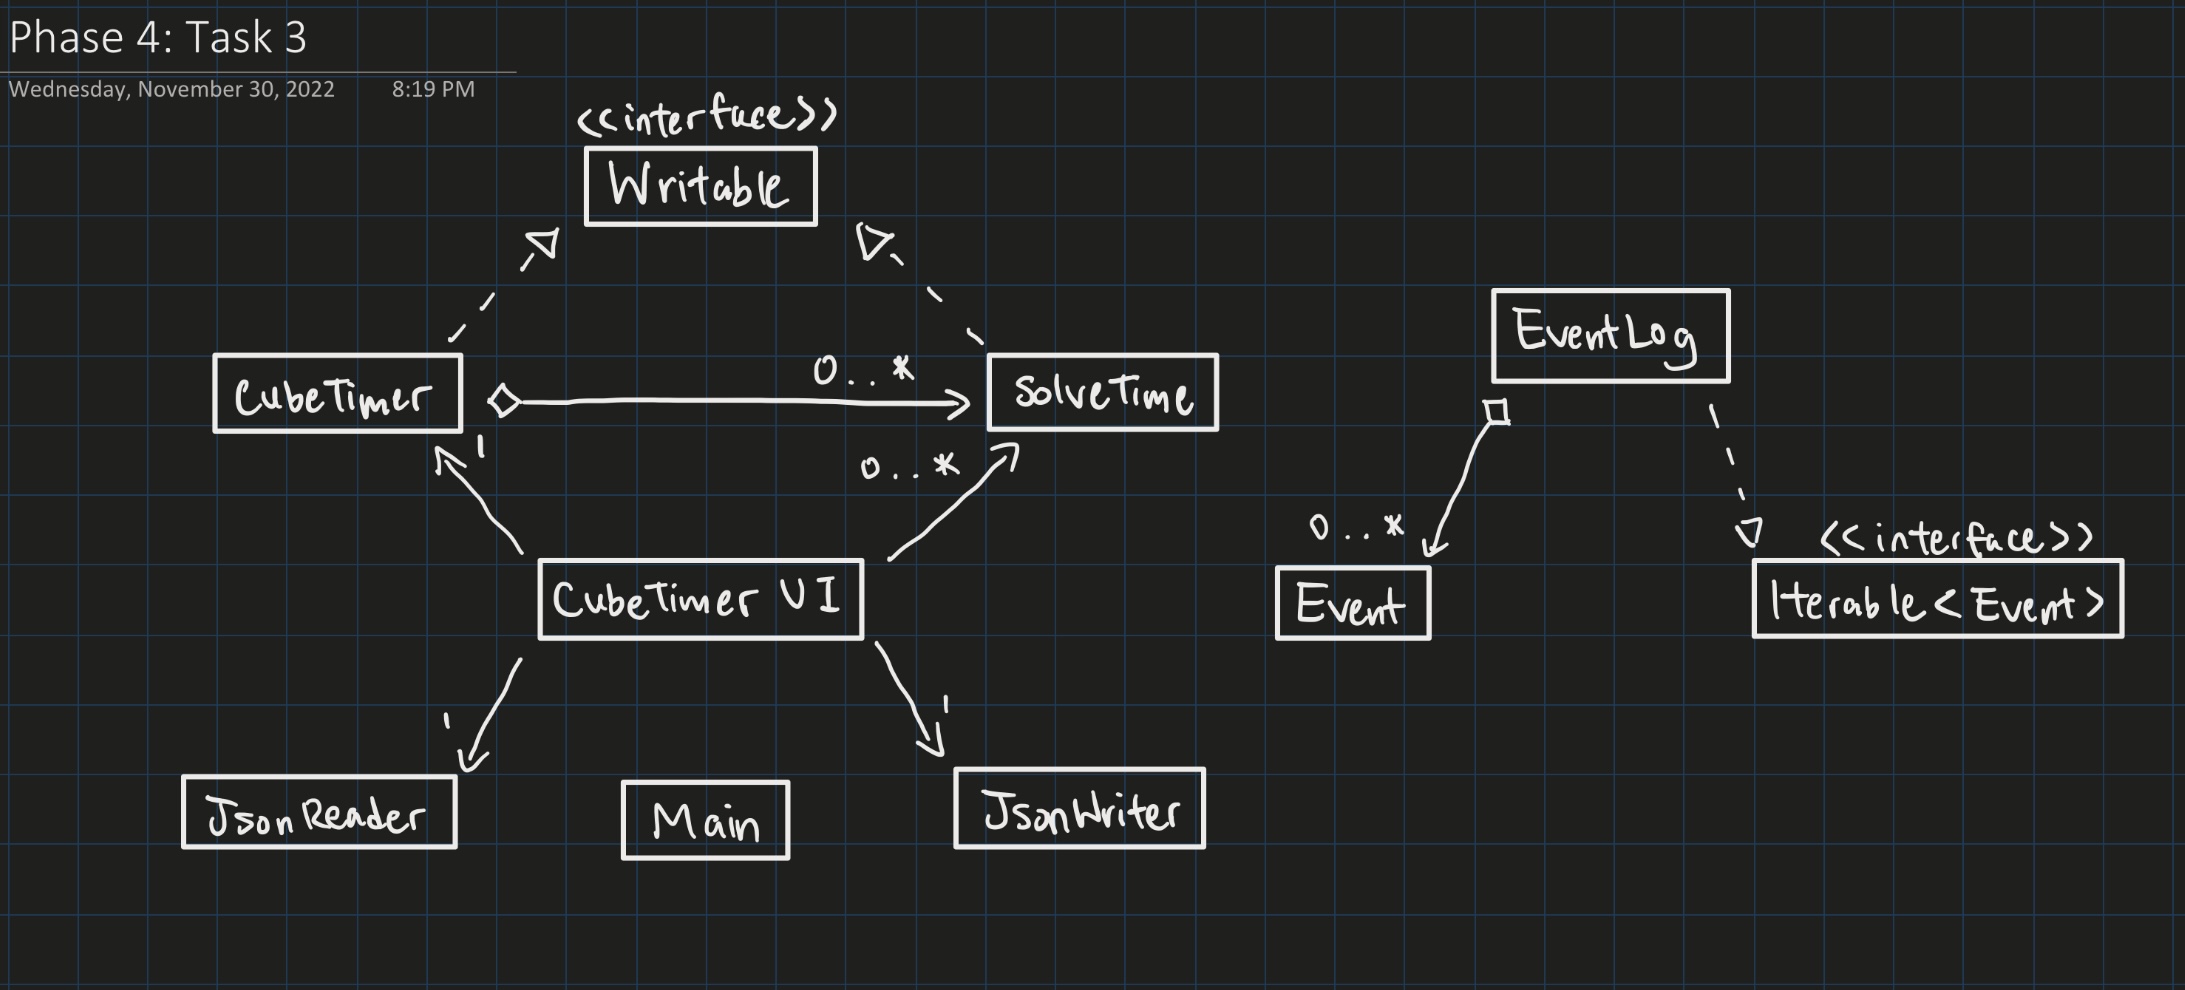 Phase 4: Task 3
Wednesday, November 30, 2022 8:19 PM
<<interface>>
Writable
EventLog
CubeTimer
0..*
SolveTime
1
0..*
0..*
<<interface>>
CubeTimer UI
Event
Iterable<Event>
1
1
JsonReader
Main
JsonWriter